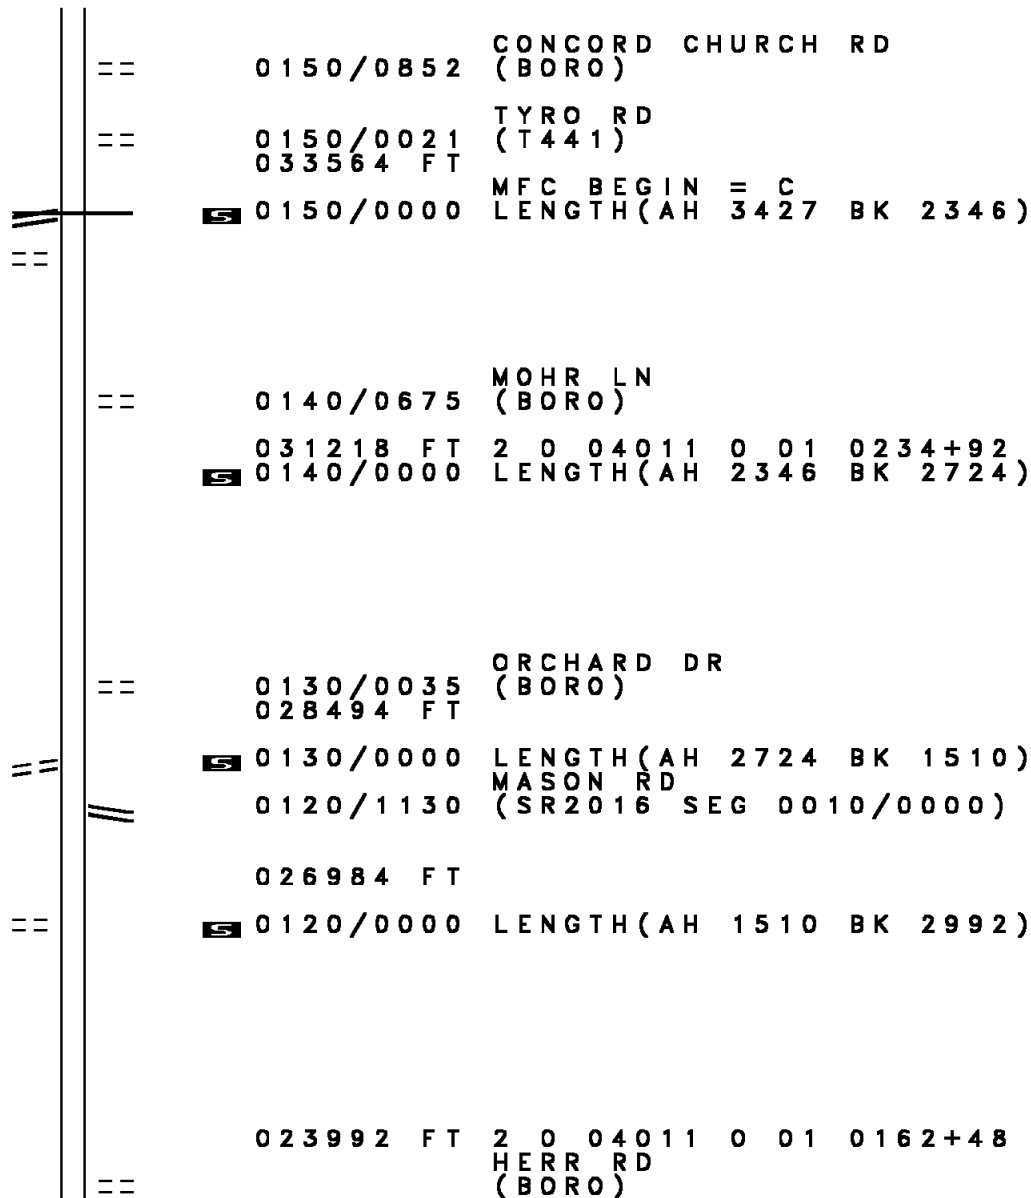 CONCORD CHURCH RD
0150/0852 (BORO)
TYRO RD
0150/0021 (T441)
033564 FT
MFC BEGIN = C
S 0150/0000 LENGTH(AH 3427 BK 2346)
MOHR LN
0140/0675 (BORO)
031218 FT 2 0 04011 0 01 0234+92
S 0140/0000 LENGTH(AH 2346 BK 2724)
ORCHARD DR
0130/0035 (BORO)
028494 FT
S 0130/0000 LENGTH(AH 2724 BK 1510)
MASON RD
0120/1130 (SR2016 SEG 0010/0000)
026984 FT
S 0120/0000 LENGTH(AH 1510 BK 2992)
023992 FT 2 0 04011 0 01 0162+48
HERR RD
(BORO)